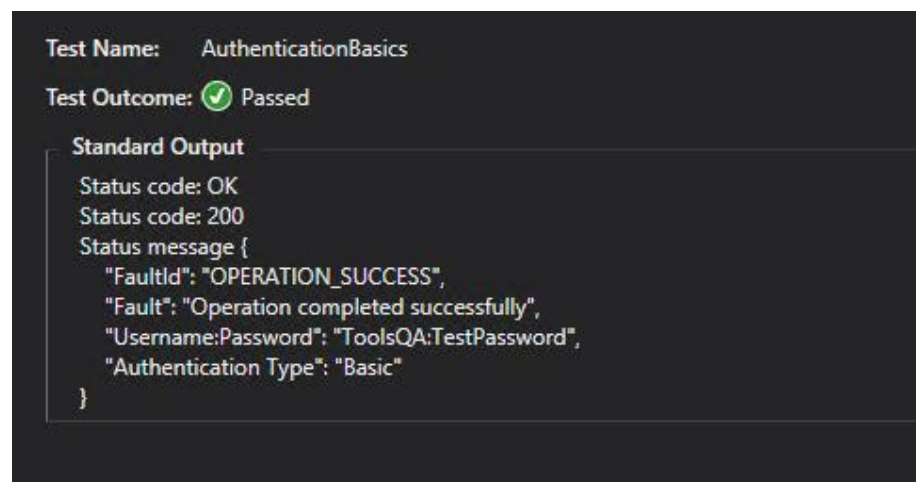 Test Name: AuthenticationBasics
Test Outcome: Passed
Standard Output
Status code: OK
Status code: 200
Status message {
"FaultId": "OPERATION_SUCCESS",
"Fault": "Operation completed successfully",
"Username:Password": "ToolsQA:TestPassword",
"Authentication Type": "Basic"
}